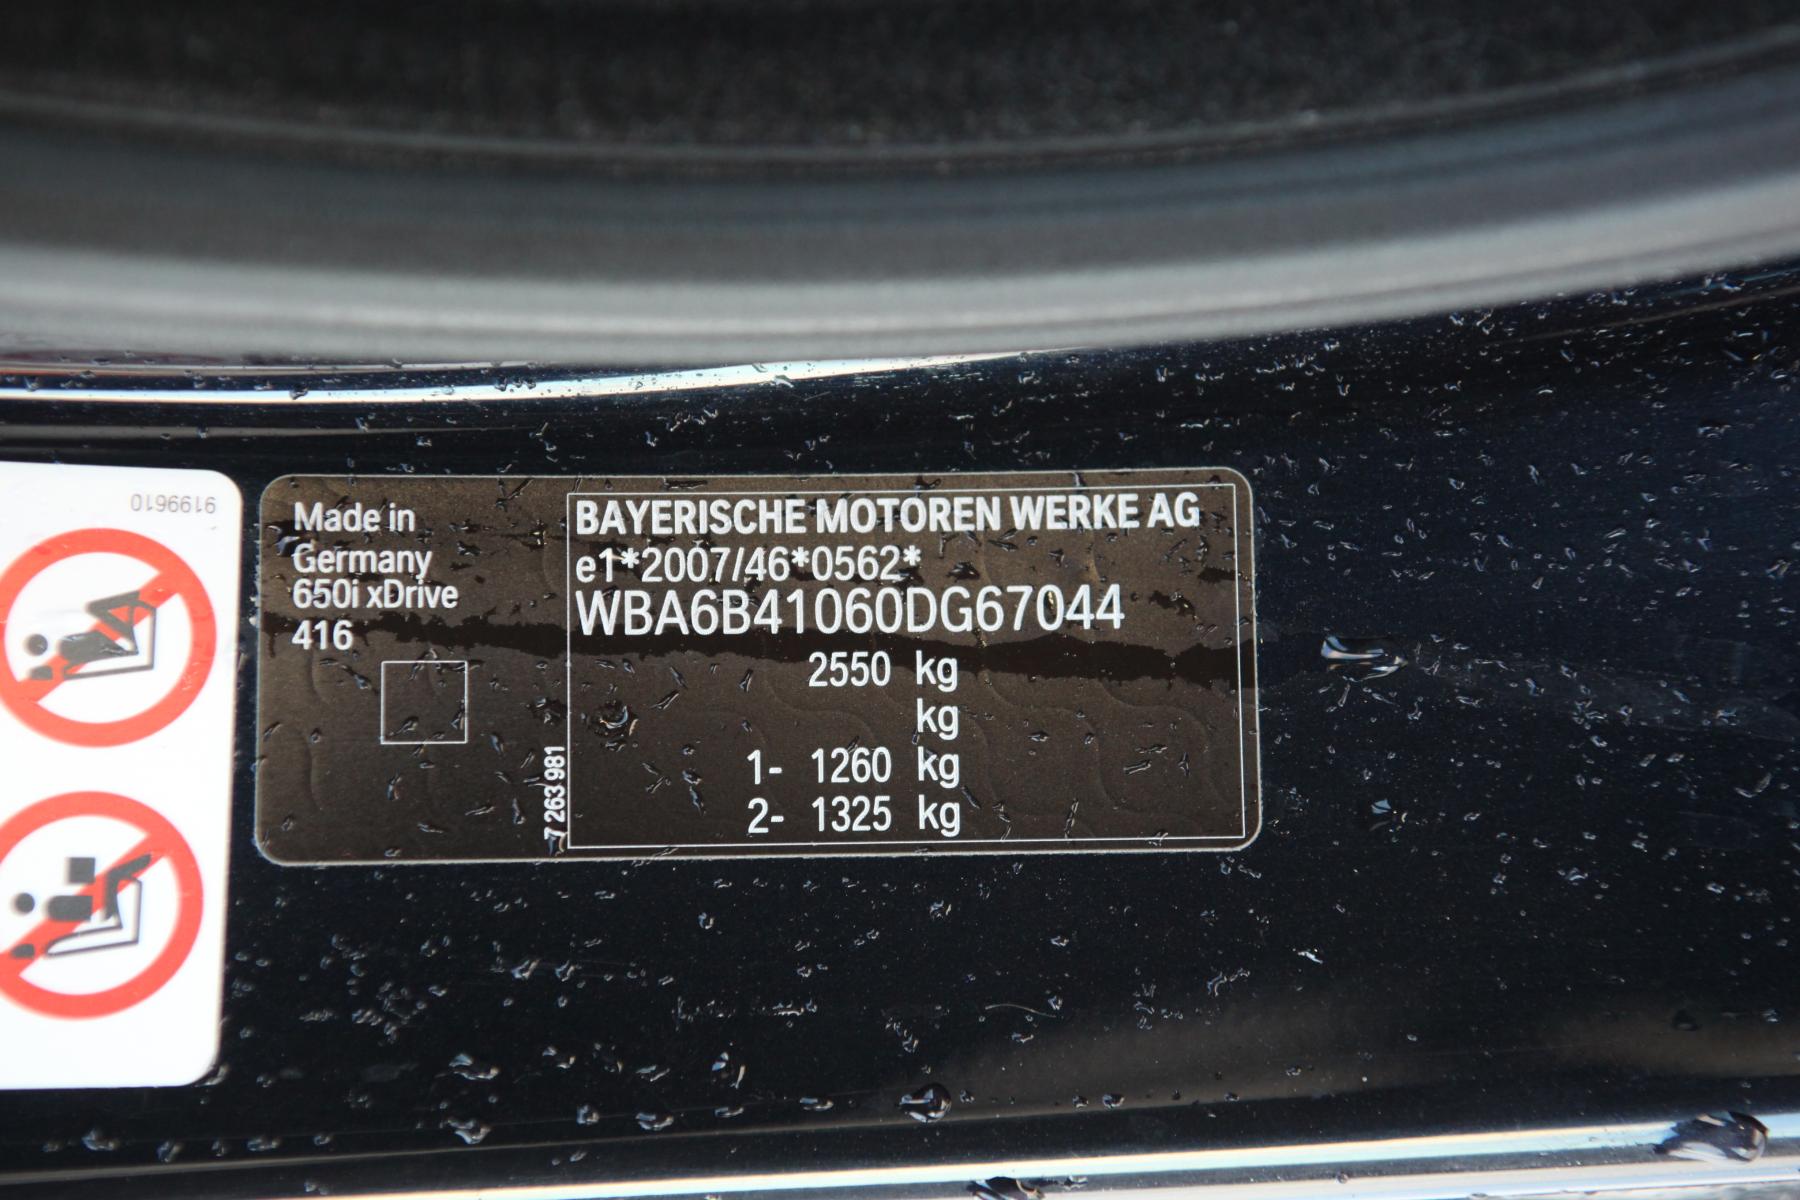 9199610
Made in
Germany
650i xDrive
416
7 263 981
BAYERISCHE MOTOREN WERKE AG
e1*2007/46*0562*
WBA6B41060DG67044
2550 kg
kg
1- 1260 kg
2- 1325 kg